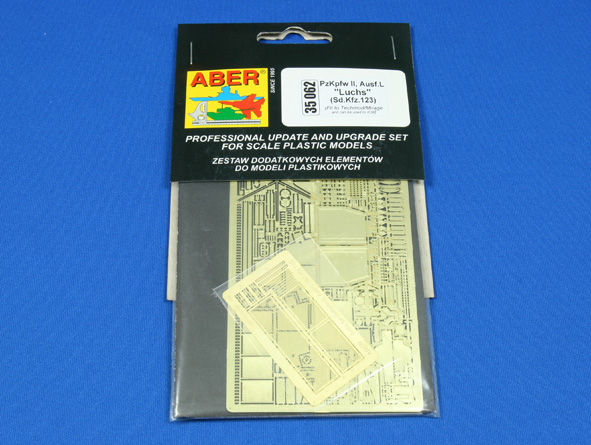 ABER
SINCE 1995
35 062
PzKpfw II, Ausf.L
"Luchs"
(Sd.Kfz.123)
PROFESSIONAL UPDATE AND UPGRADE SET
FOR SCALE PLASTIC MODELS
ZESTAW DODATKOWYCH ELEMENTÓW
DO MODELI PLASTIKOWYCH